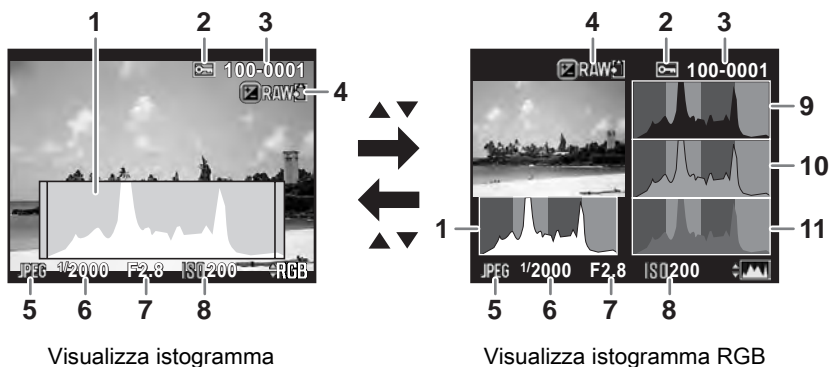 1 2 3
100-0001
RAW
4
JPEG 1/2000 F2.8 ISO200 RGB
5 6 7 8
Visualizza istogramma
4 2 3
RAW 100-0001
9
10
1
11
JPEG 1/2000 F2.8 ISO200
5 6 7 8
Visualizza istogramma RGB